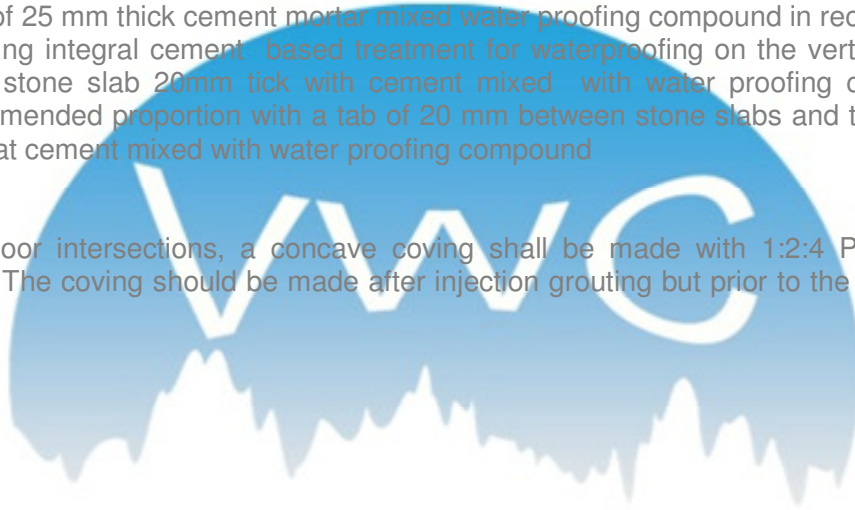 of 25 mm thick cement mortar mixed water proofing compound in rec
ing integral cement based treatment for waterproofing on the vert
stone slab 20mm tick with cement mixed with water proofing c
mended proportion with a tab of 20 mm between stone slabs and t
at cement mixed with water proofing compound
oor intersections, a concave coving shall be made with 1:2:4 P
The coving should be made after injection grouting but prior to the
VWC